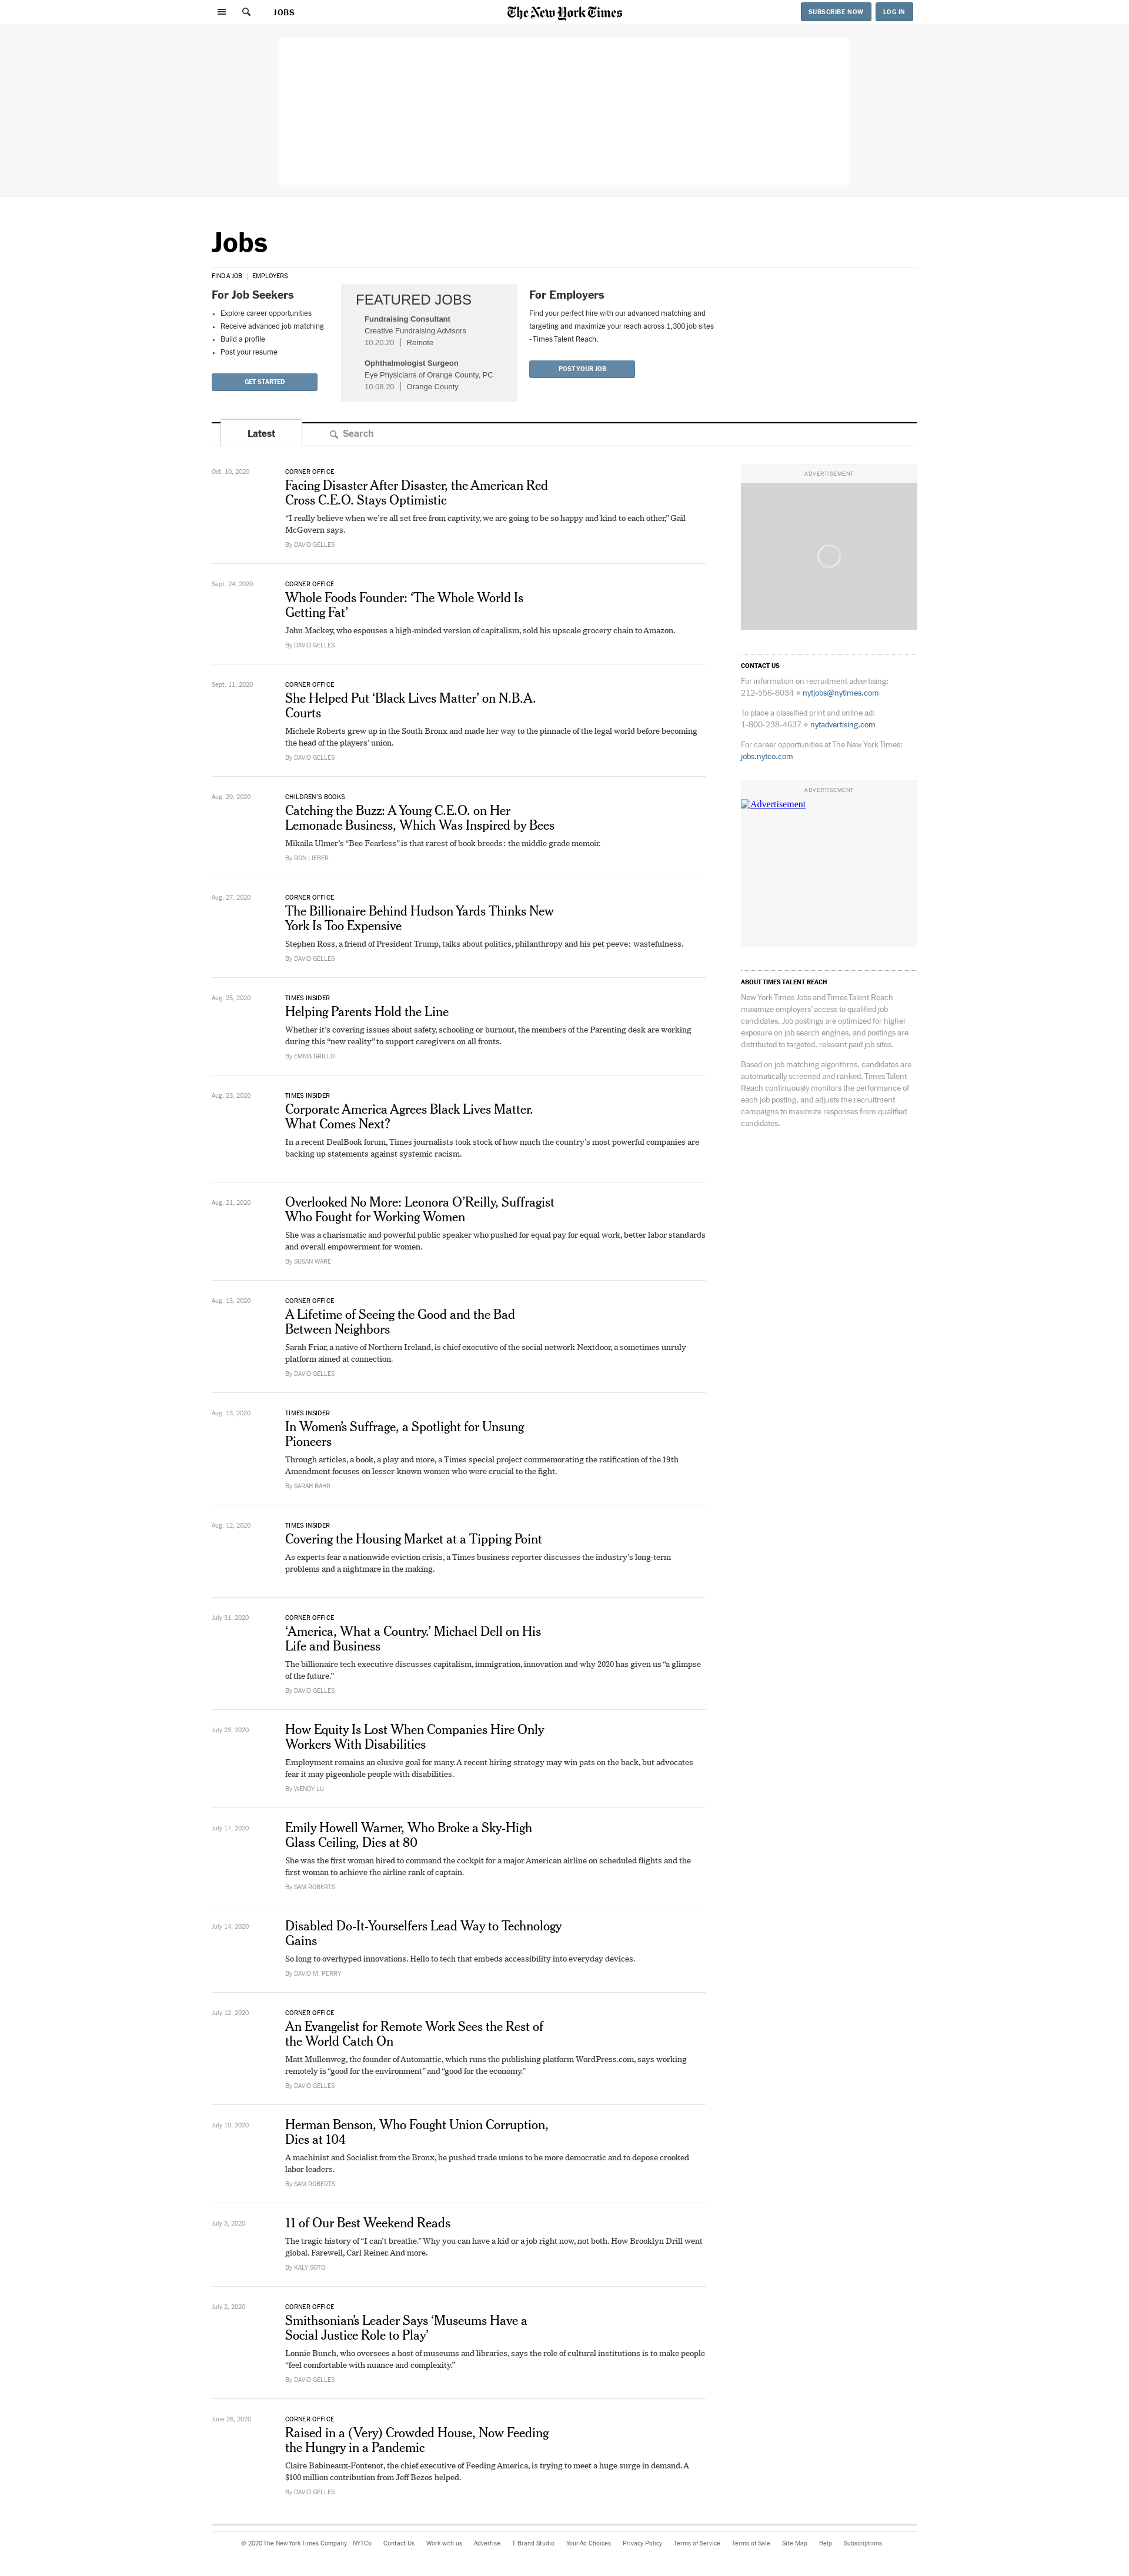 JOBS
The New York Times
SUBSCRIBE NOW
LOG IN
Jobs
FIND A JOB | EMPLOYERS
For Job Seekers
• Explore career opportunities
• Receive advanced job matching
• Build a profile
• Post your resume
GET STARTED
FEATURED JOBS
Fundraising Consultant
Creative Fundraising Advisors
10.20.20 | Remote
Ophthalmologist Surgeon
Eye Physicians of Orange County, PC
10.08.20 | Orange County
For Employers
Find your perfect hire with our advanced matching and
targeting and maximize your reach across 1,300 job sites
- Times Talent Reach.
POST YOUR JOB
Latest
Search
Oct. 10, 2020
CORNER OFFICE
Facing Disaster After Disaster, the American Red
Cross C.E.O. Stays Optimistic
“I really believe when we’re all set free from captivity, we are going to be so happy and kind to each other,” Gail
McGovern says.
By DAVID GELLES
Sept. 24, 2020
CORNER OFFICE
Whole Foods Founder: ‘The Whole World Is
Getting Fat’
John Mackey, who espouses a high-minded version of capitalism, sold his upscale grocery chain to Amazon.
By DAVID GELLES
Sept. 11, 2020
CORNER OFFICE
She Helped Put ‘Black Lives Matter’ on N.B.A.
Courts
Michele Roberts grew up in the South Bronx and made her way to the pinnacle of the legal world before becoming
the head of the players’ union.
By DAVID GELLES
Aug. 29, 2020
CHILDREN’S BOOKS
Catching the Buzz: A Young C.E.O. on Her
Lemonade Business, Which Was Inspired by Bees
Mikaila Ulmer’s “Bee Fearless” is that rarest of book breeds: the middle grade memoir.
By RON LIEBER
Aug. 27, 2020
CORNER OFFICE
The Billionaire Behind Hudson Yards Thinks New
York Is Too Expensive
Stephen Ross, a friend of President Trump, talks about politics, philanthropy and his pet peeve: wastefulness.
By DAVID GELLES
Aug. 25, 2020
TIMES INSIDER
Helping Parents Hold the Line
Whether it’s covering issues about safety, schooling or burnout, the members of the Parenting desk are working
during this “new reality” to support caregivers on all fronts.
By EMMA GRILLO
Aug. 23, 2020
TIMES INSIDER
Corporate America Agrees Black Lives Matter.
What Comes Next?
In a recent DealBook forum, Times journalists took stock of how much the country’s most powerful companies are
backing up statements against systemic racism.
Aug. 21, 2020
Overlooked No More: Leonora O’Reilly, Suffragist
Who Fought for Working Women
She was a charismatic and powerful public speaker who pushed for equal pay for equal work, better labor standards
and overall empowerment for women.
By SUSAN WARE
Aug. 13, 2020
CORNER OFFICE
A Lifetime of Seeing the Good and the Bad
Between Neighbors
Sarah Friar, a native of Northern Ireland, is chief executive of the social network Nextdoor, a sometimes unruly
platform aimed at connection.
By DAVID GELLES
Aug. 13, 2020
TIMES INSIDER
In Women’s Suffrage, a Spotlight for Unsung
Pioneers
Through articles, a book, a play and more, a Times special project commemorating the ratification of the 19th
Amendment focuses on lesser-known women who were crucial to the fight.
By SARAH BAHR
Aug. 12, 2020
TIMES INSIDER
Covering the Housing Market at a Tipping Point
As experts fear a nationwide eviction crisis, a Times business reporter discusses the industry’s long-term
problems and a nightmare in the making.
July 31, 2020
CORNER OFFICE
‘America, What a Country.’ Michael Dell on His
Life and Business
The billionaire tech executive discusses capitalism, immigration, innovation and why 2020 has given us “a glimpse
of the future.”
By DAVID GELLES
July 23, 2020
How Equity Is Lost When Companies Hire Only
Workers With Disabilities
Employment remains an elusive goal for many. A recent hiring strategy may win pats on the back, but advocates
fear it may pigeonhole people with disabilities.
By WENDY LU
July 17, 2020
Emily Howell Warner, Who Broke a Sky-High
Glass Ceiling, Dies at 80
She was the first woman hired to command the cockpit for a major American airline on scheduled flights and the
first woman to achieve the airline rank of captain.
By SAM ROBERTS
July 14, 2020
Disabled Do-It-Yourselfers Lead Way to Technology
Gains
So long to overhyped innovations. Hello to tech that embeds accessibility into everyday devices.
By DAVID M. PERRY
July 12, 2020
CORNER OFFICE
An Evangelist for Remote Work Sees the Rest of
the World Catch On
Matt Mullenweg, the founder of Automattic, which runs the publishing platform WordPress.com, says working
remotely is “good for the environment” and “good for the economy.”
By DAVID GELLES
July 10, 2020
Herman Benson, Who Fought Union Corruption,
Dies at 104
A machinist and Socialist from the Bronx, he pushed trade unions to be more democratic and to depose crooked
labor leaders.
By SAM ROBERTS
July 3, 2020
11 of Our Best Weekend Reads
The tragic history of “I can’t breathe.” Why you can have a kid or a job right now, not both. How Brooklyn Drill went
global. Farewell, Carl Reiner. And more.
By KALY SOTO
July 2, 2020
CORNER OFFICE
Smithsonian’s Leader Says ‘Museums Have a
Social Justice Role to Play’
Lonnie Bunch, who oversees a host of museums and libraries, says the role of cultural institutions is to make people
“feel comfortable with nuance and complexity.”
By DAVID GELLES
June 26, 2020
CORNER OFFICE
Raised in a (Very) Crowded House, Now Feeding
the Hungry in a Pandemic
Claire Babineaux-Fontenot, the chief executive of Feeding America, is trying to meet a huge surge in demand. A
$100 million contribution from Jeff Bezos helped.
By DAVID GELLES
ADVERTISEMENT
CONTACT US
For information on recruitment advertising:
212-556-8034 ⋄ nytjobs@nytimes.com
To place a classified print and online ad:
1-800-238-4637 ⋄ nytadvertising.com
For career opportunities at The New York Times:
jobs.nytco.com
ADVERTISEMENT
Advertisement
ABOUT TIMES TALENT REACH
New York Times Jobs and Times Talent Reach
maximize employers' access to qualified job
candidates. Job postings are optimized for higher
exposure on job search engines, and postings are
distributed to targeted, relevant paid job sites.
Based on job matching algorithms, candidates are
automatically screened and ranked. Times Talent
Reach continuously monitors the performance of
each job posting, and adjusts the recruitment
campaigns to maximize responses from qualified
candidates.
© 2020 The New York Times Company NYTCo Contact Us Work with us Advertise T Brand Studio Your Ad Choices Privacy Policy Terms of Service Terms of Sale Site Map Help Subscriptions